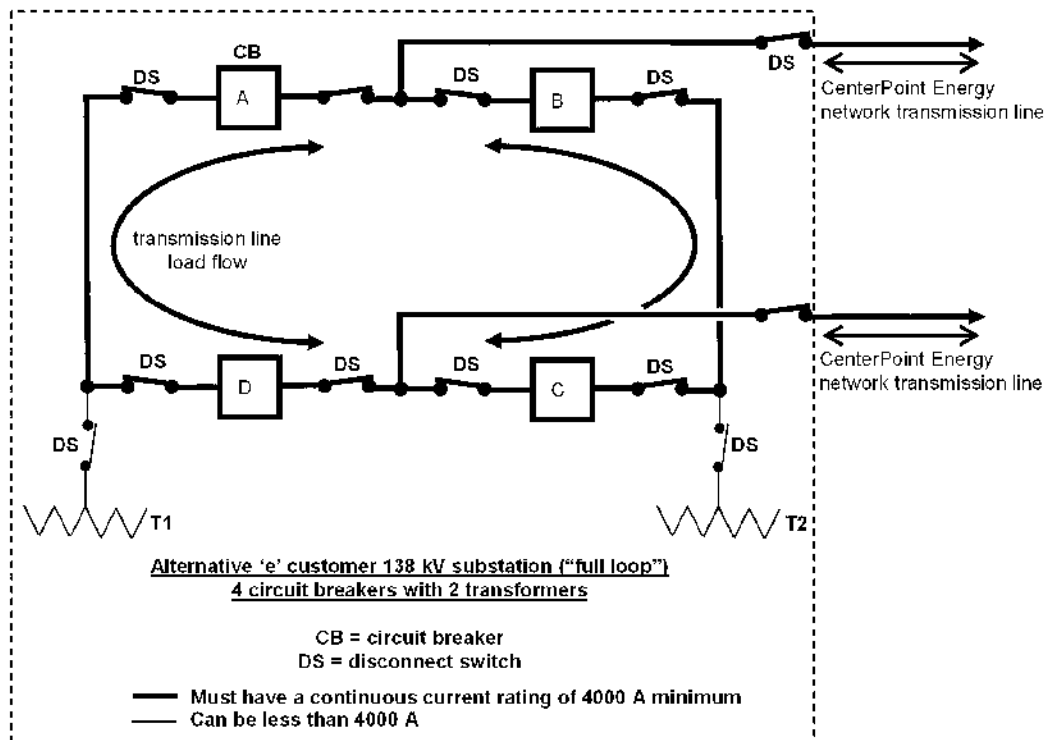 CB
DS
A
DS
B
DS
DS
CenterPoint Energy
network transmission line
transmission line
load flow
DS
D
DS
DS
C
DS
CenterPoint Energy
network transmission line
DS
DS
T1
T2
Alternative ‘e’ customer 138 kV substation (“full loop”)
4 circuit breakers with 2 transformers
CB = circuit breaker
DS = disconnect switch
Must have a continuous current rating of 4000 A minimum
Can be less than 4000 A